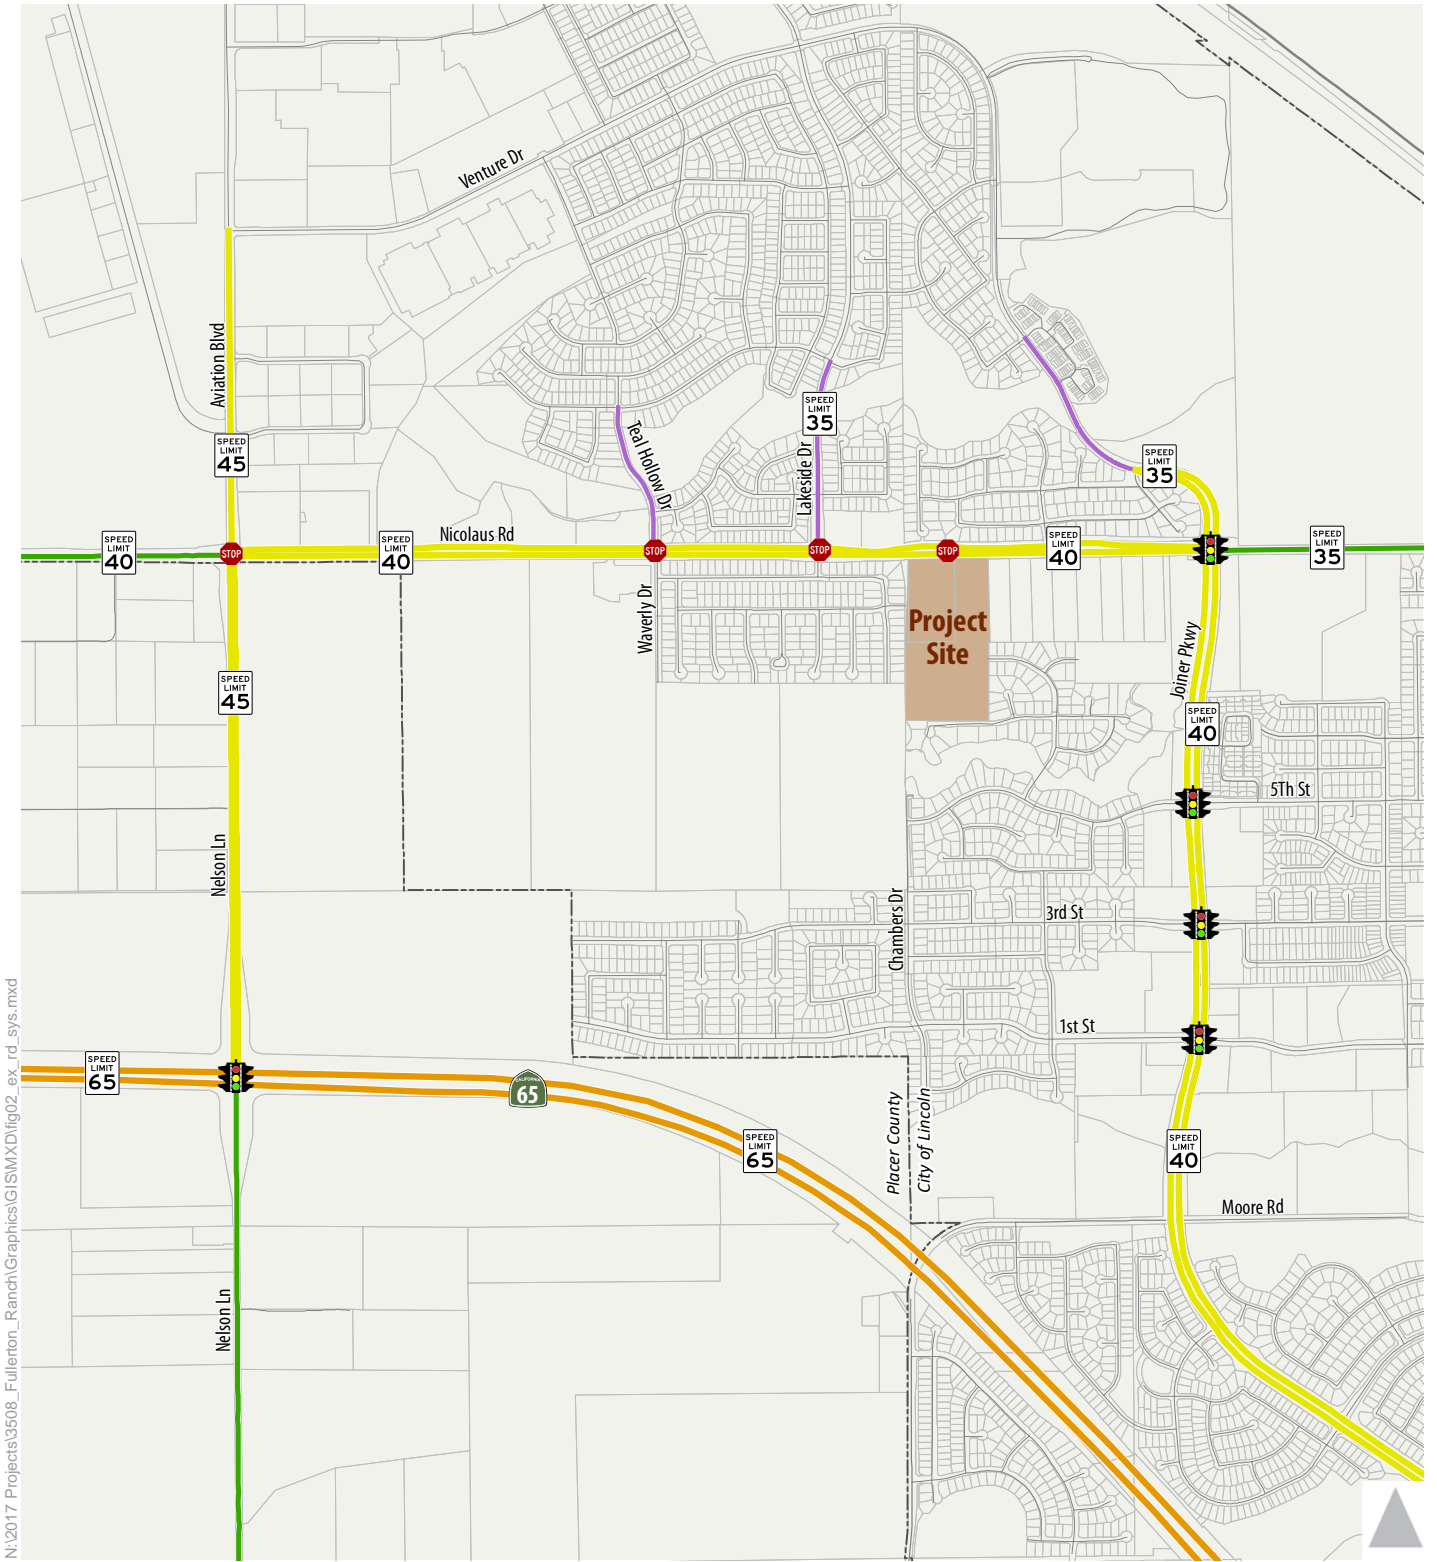 Venture Dr
Aviation Blvd
SPEED
LIMIT
45
Teal Hollow Dr
SPEED
LIMIT
35
Lakeside Dr
SPEED
LIMIT
35
SPEED
LIMIT
40
STOP
SPEED
LIMIT
40
Nicolaus Rd
STOP
STOP
STOP
SPEED
LIMIT
40
SPEED
LIMIT
35
Waverly Dr
Project
Site
SPEED
LIMIT
45
Joiner Pkwy
SPEED
LIMIT
40
5Th St
Nelson Ln
Chambers Dr
3rd St
1st St
SPEED
LIMIT
65
CALIFORNIA
65
SPEED
LIMIT
65
Placer County
City of Lincoln
SPEED
LIMIT
40
Moore Rd
Nelson Ln
N:\2017 Projects\3508_Fullerton_Ranch\Graphics\GIS\MXD\fig02_ex_rd_sys.mxd